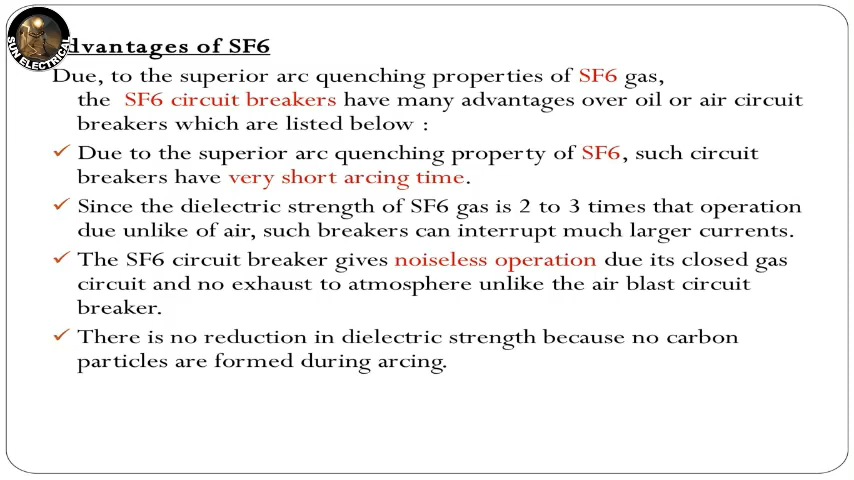 SUN ELECTRICAL
dvantages of SF6
Due, to the superior arc quenching properties of SF6 gas,
the SF6 circuit breakers have many advantages over oil or air circuit
breakers which are listed below :
✓ Due to the superior arc quenching property of SF6, such circuit
breakers have very short arcing time.
✓ Since the dielectric strength of SF6 gas is 2 to 3 times that operation
due unlike of air, such breakers can interrupt much larger currents.
✓ The SF6 circuit breaker gives noiseless operation due its closed gas
circuit and no exhaust to atmosphere unlike the air blast circuit
breaker.
✓ There is no reduction in dielectric strength because no carbon
particles are formed during arcing.